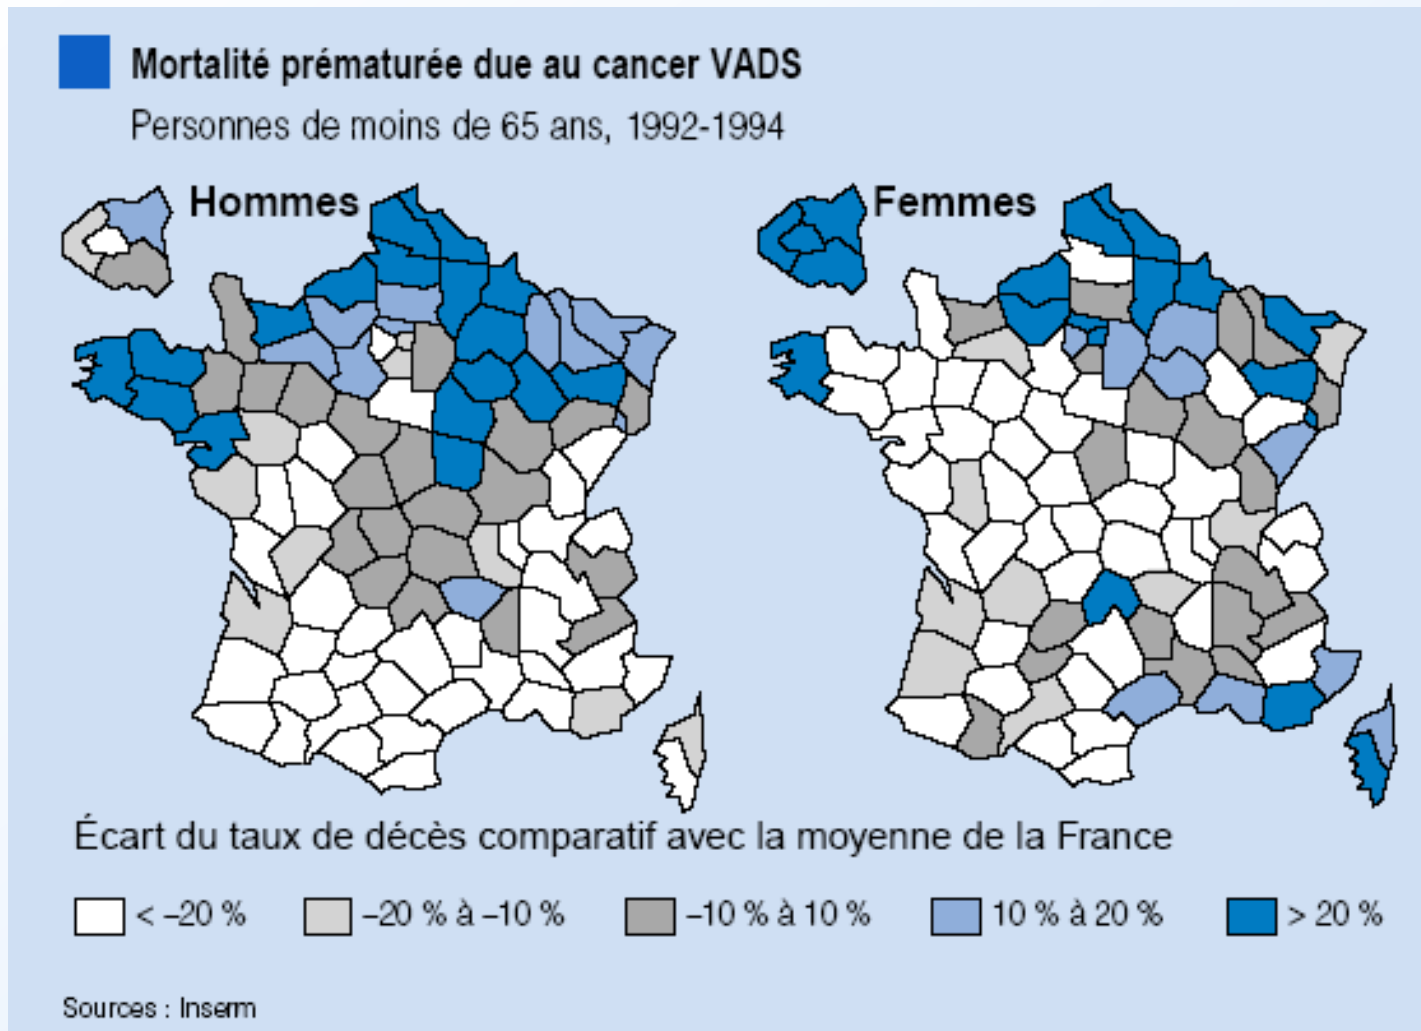 Mortalité prématurée due au cancer VADS
Personnes de moins de 65 ans, 1992-1994
Hommes
Femmes
Écart du taux de décès comparatif avec la moyenne de la France
< –20 % –20 % à –10 % –10 % à 10 % 10 % à 20 % > 20 %
Sources : Inserm